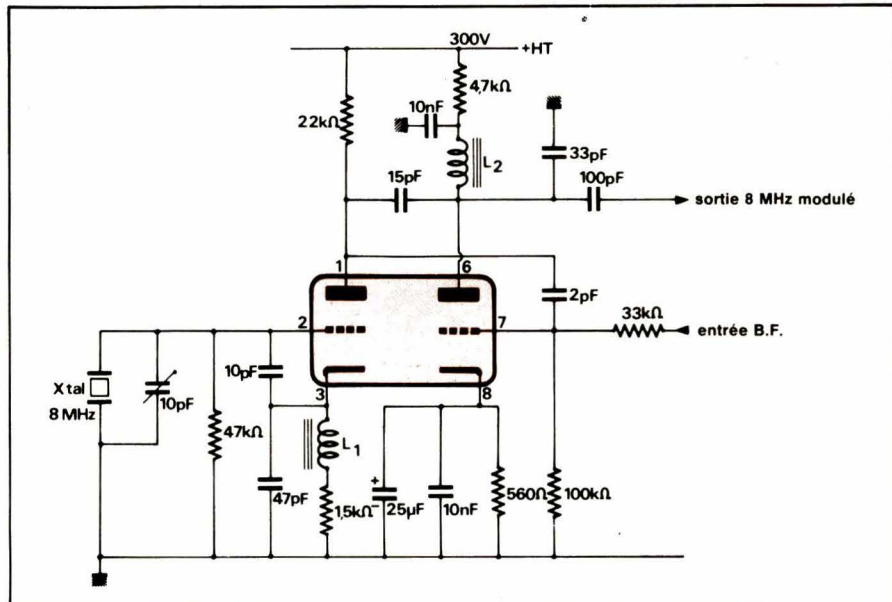 300V
+HT
4,7kΩ
10nF
22kΩ
33pF
L2
15pF
100pF
sortie 8 MHz modulé
1
6
2pF
2
7
33kΩ
entrée B.F.
10pF
3
8
Xtal
8 MHz
10pF
47kΩ
L1
+
47pF
1,5kΩ
−
25µF
10nF
560Ω
100kΩ